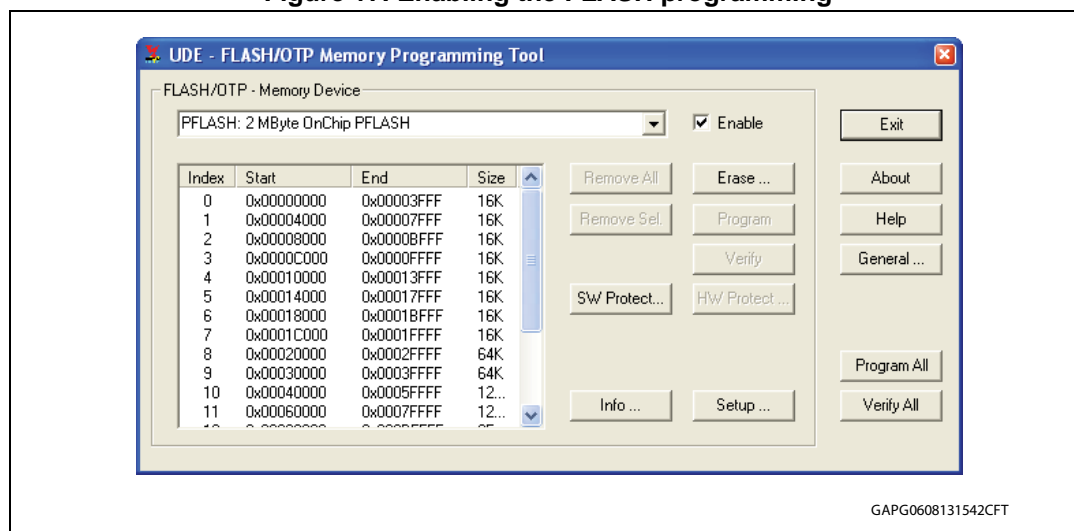 UDE - FLASH/OTP Memory Programming Tool
FLASH/OTP - Memory Device
PFLASH: 2 MByte OnChip PFLASH
Enable
Exit
Index Start End Size
0 0x00000000 0x00003FFF 16K
1 0x00004000 0x00007FFF 16K
2 0x00008000 0x0000BFFF 16K
3 0x0000C000 0x0000FFFF 16K
4 0x00010000 0x00013FFF 16K
5 0x00014000 0x00017FFF 16K
6 0x00018000 0x0001BFFF 16K
7 0x0001C000 0x0001FFFF 16K
8 0x00020000 0x0002FFFF 64K
9 0x00030000 0x0003FFFF 64K
10 0x00040000 0x0005FFFF 12...
11 0x00060000 0x0007FFFF 12...
Remove All
Erase ...
About
Remove Sel.
Program
Help
Verify
General ...
SW Protect...
HW Protect ...
Program All
Info ...
Setup ...
Verify All
GAPG0608131542CFT